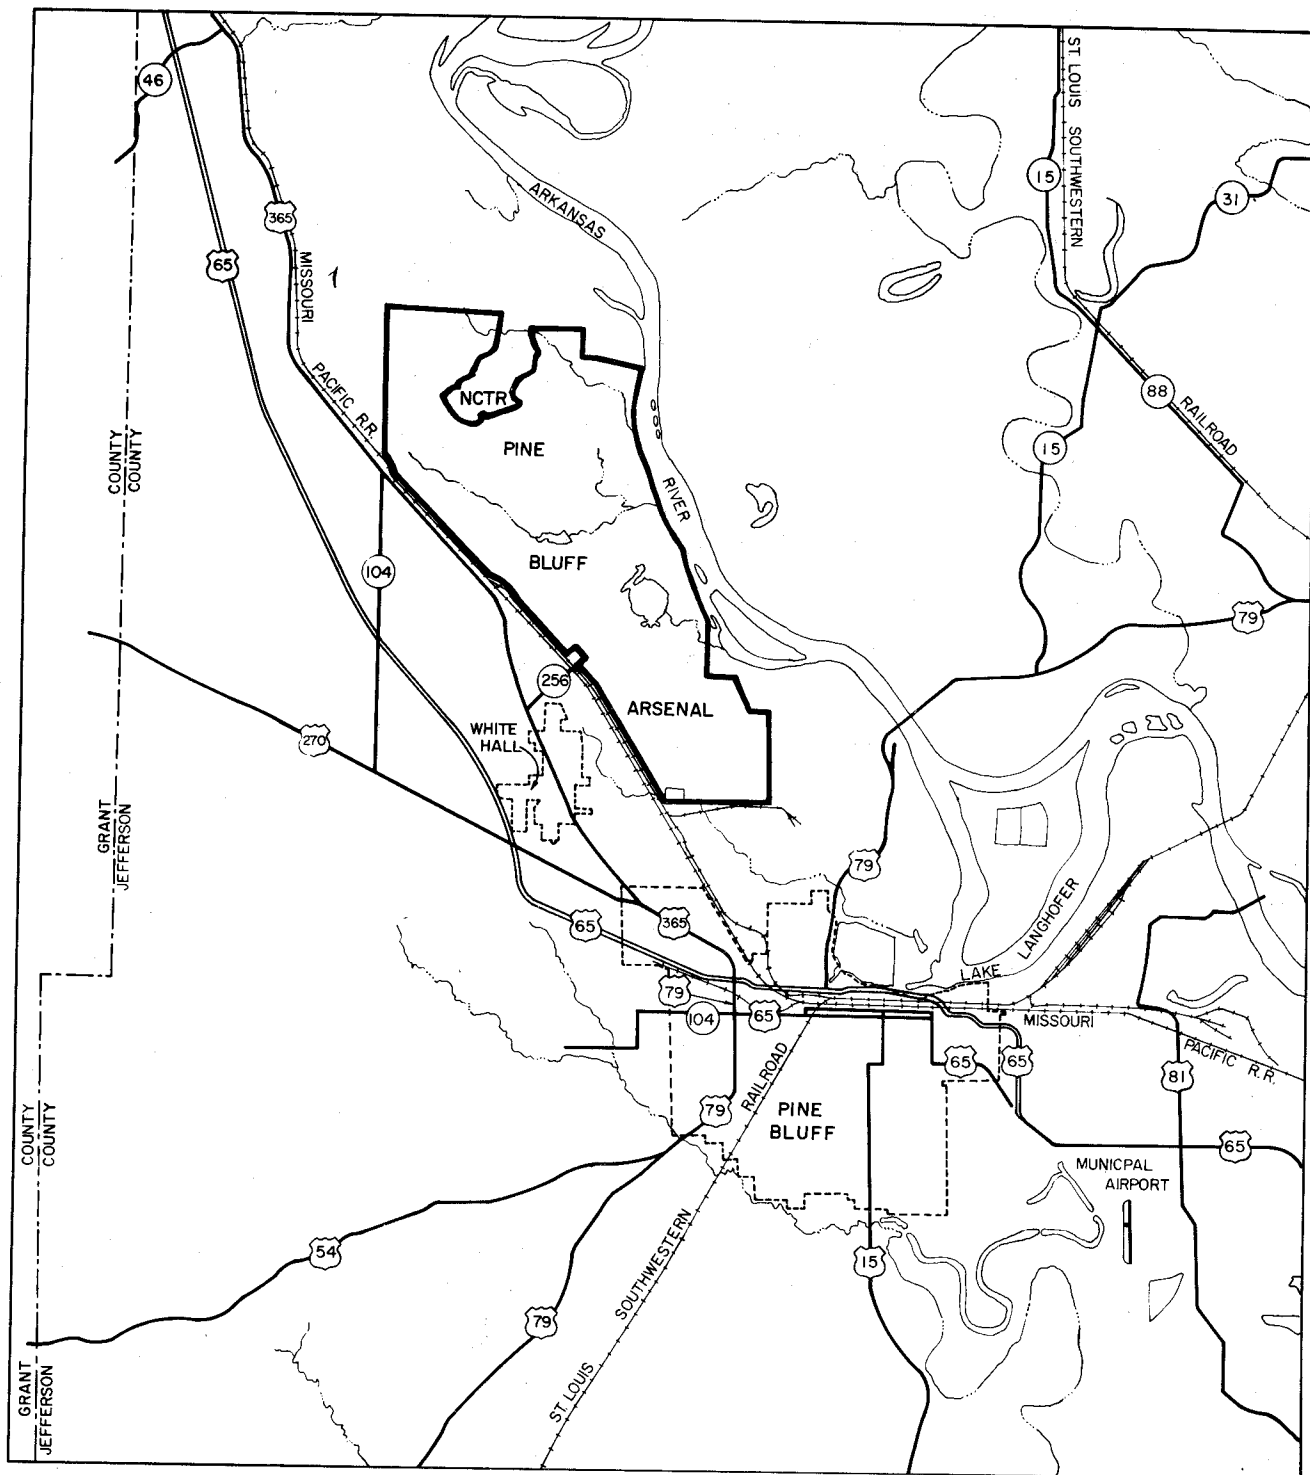 46
ST. LOUIS SOUTHWESTERN
15
31
365
ARKANSAS
65
MISSOURI
PACIFIC R.R.
NCTR
88
RAILROAD
COUNTY
COUNTY
PINE
15
RIVER
104
BLUFF
79
256
ARSENAL
270
WHITE
HALL
GRANT
JEFFERSON
79
65
365
LANGHOFER
LAKE
79
104
65
MISSOURI
PACIFIC R.R.
65
65
81
RAILROAD
79
PINE
BLUFF
COUNTY
COUNTY
65
MUNICPAL
AIRPORT
54
SOUTHWESTERN
15
79
ST. LOUIS
GRANT
JEFFERSON